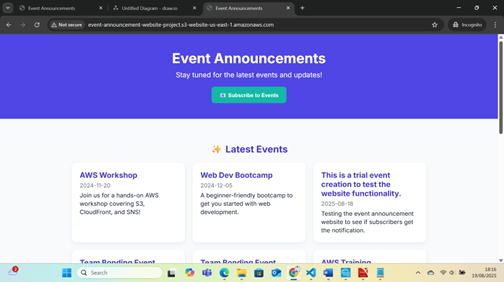 Event Announcements
Untitled Diagram - draw.io
Event Announcements
Not secure
event-announcement-website-project.s3-website-us-east-1.amazonaws.com
Incognito
Event Announcements
Stay tuned for the latest events and updates!
Subscribe to Events
✨ Latest Events
AWS Workshop
2024-11-20
Join us for a hands-on AWS
workshop covering S3,
CloudFront, and SNS!
Web Dev Bootcamp
2024-12-05
A beginner-friendly bootcamp to
get you started with web
development.
This is a trial event
creation to test the
website functionality.
2025-08-18
Testing the event announcement
website to see if subscribers get
the notification.
Team Bonding Event
Team Bonding Event
AWS Training
2
Search
18:16
19/08/2025